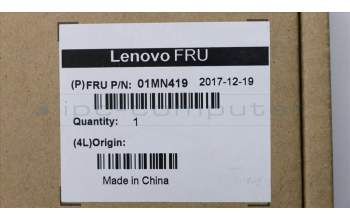 Lenovo FRU
(P)FRU P/N: 01MN419 2017-12-19
Quantity: 1
(4L)Origin:
Made in China